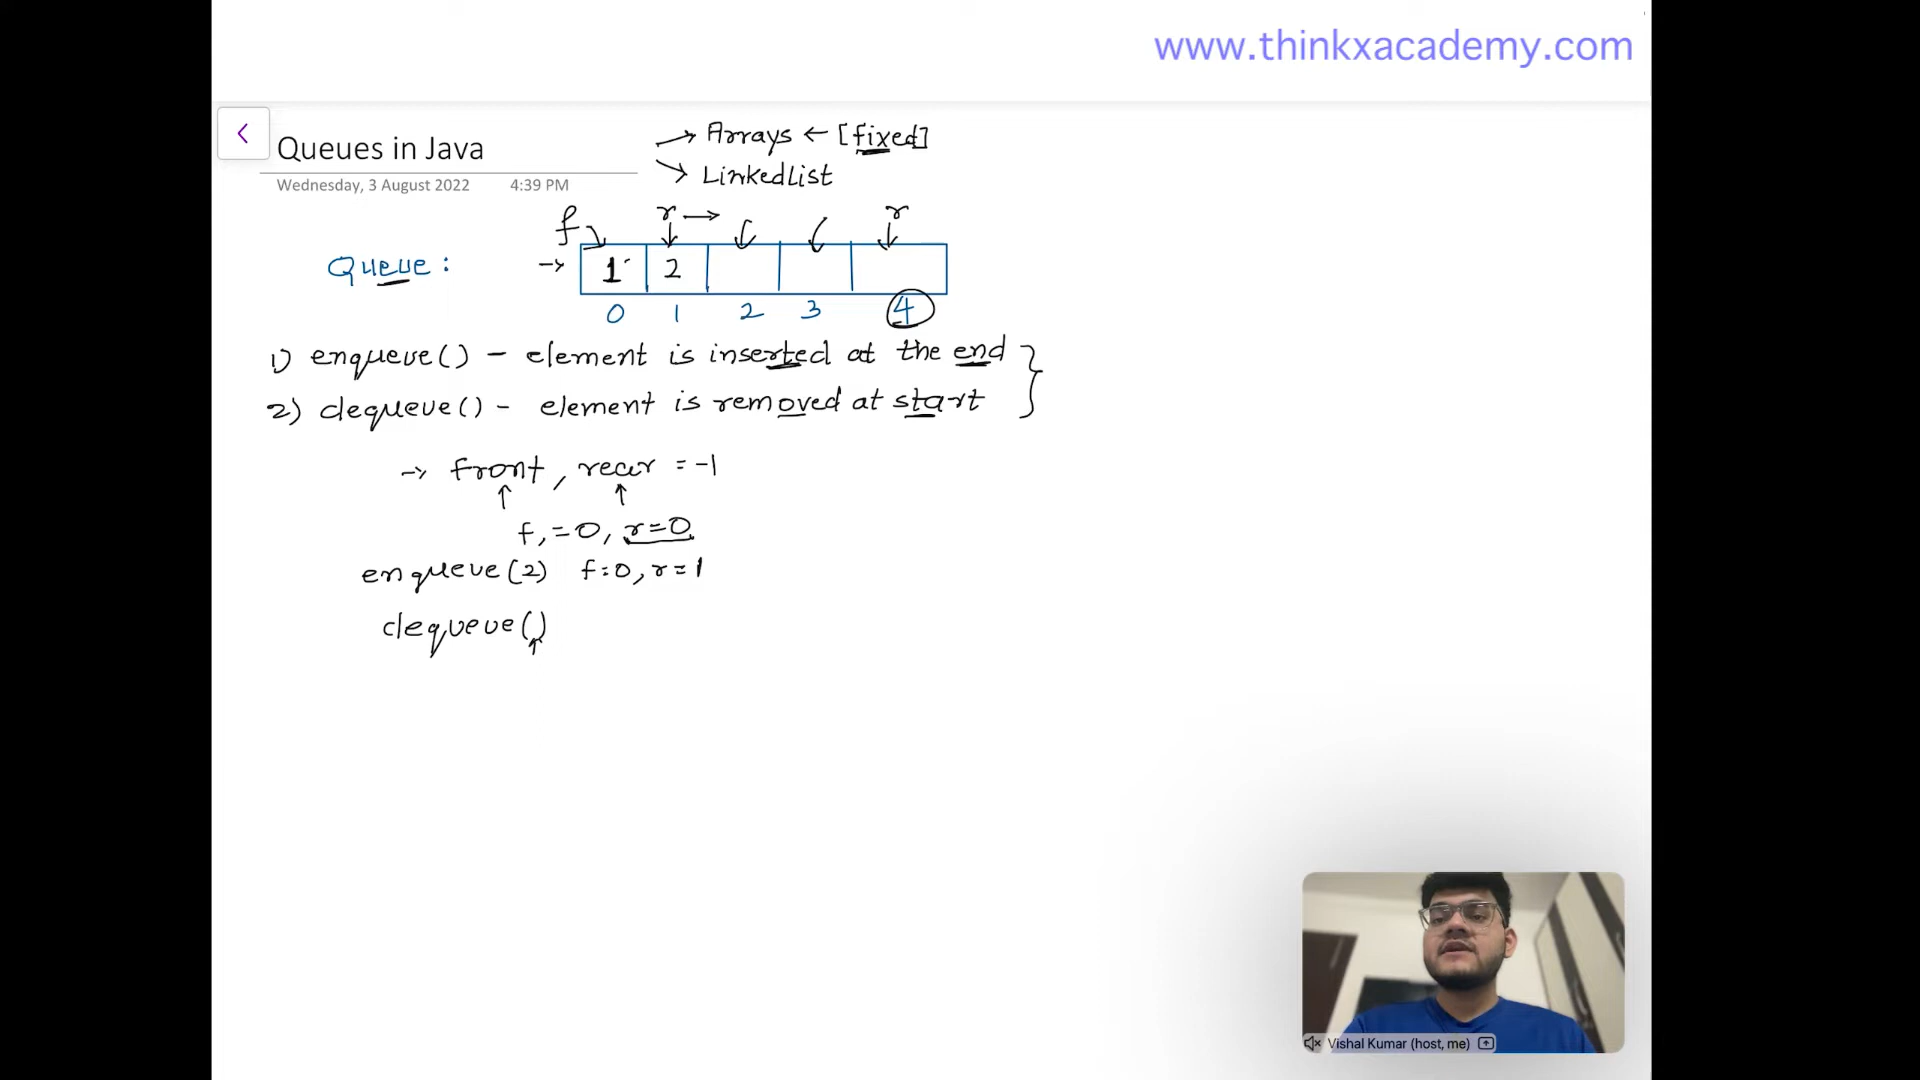 www.thinkxacademy.com
Queues in Java
Wednesday, 3 August 2022 4:39 PM
→ Arrays ← [fixed]
→ LinkedList
f r → r
Queue: → 1 2
0 1 2 3 4
1) enqueue() - element is inserted at the end
2) dequeue() - element is removed at start
→ front, rear = -1
f, = 0, r=0
enqueue(2) f=0, r=1
dequeue()
Vishal Kumar (host, me)